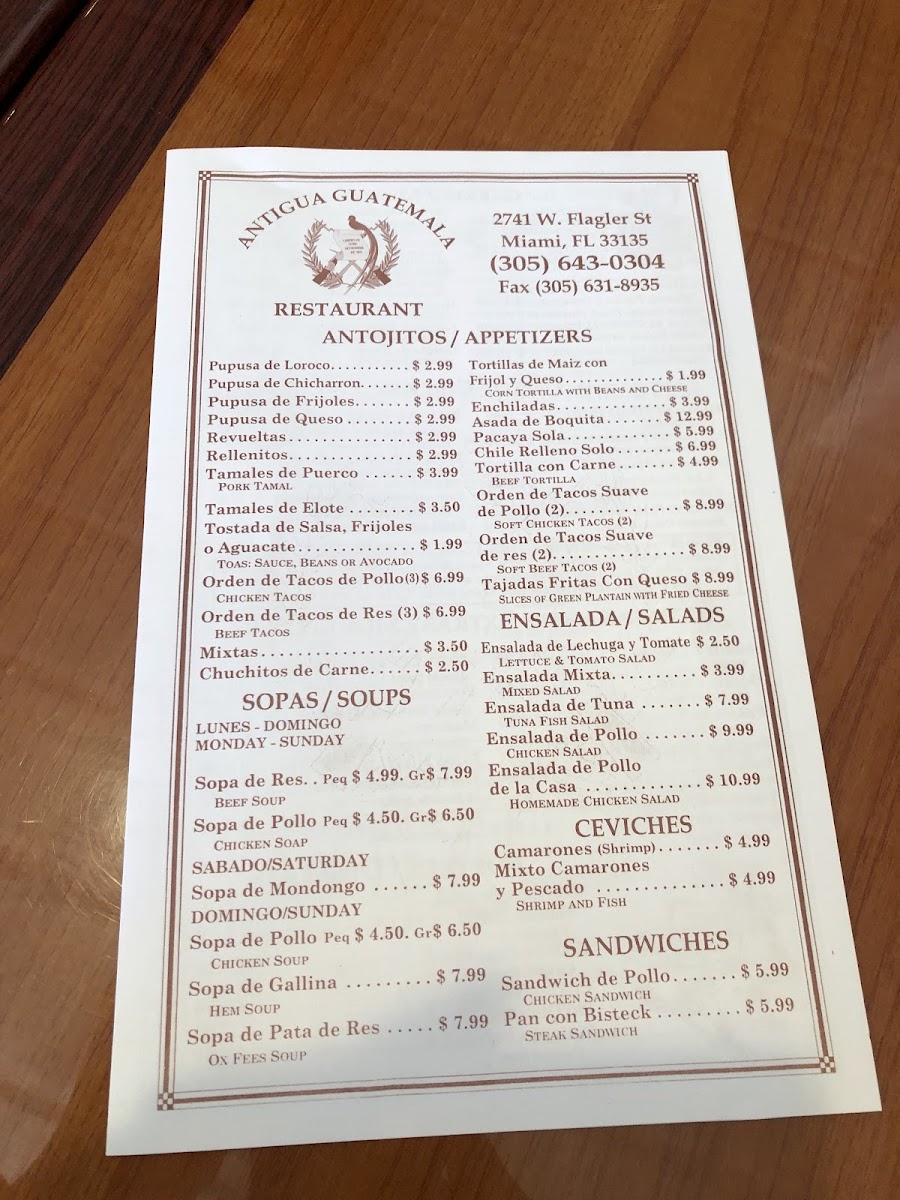 ANTIGUA GUATEMALA
RESTAURANT
2741 W. Flagler St
Miami, FL 33135
(305) 643-0304
Fax (305) 631-8935
ANTOJITOS / APPETIZERS
Pupusa de Loroco........... $ 2.99
Pupusa de Chicharron...... $ 2.99
Pupusa de Frijoles....... $ 2.99
Pupusa de Queso ........ $ 2.99
Revueltas............... $ 2.99
Rellenitos............... $ 2.99
Tamales de Puerco ...... $ 3.99
PORK TAMAL
Tamales de Elote ........ $ 3.50
Tostada de Salsa, Frijoles
o Aguacate.............. $ 1.99
TOAS: SAUCE, BEANS OR AVOCADO
Orden de Tacos de Pollo(3)$ 6.99
CHICKEN TACOS
Orden de Tacos de Res (3) $ 6.99
BEEF TACOS
Mixtas................... $ 3.50
Chuchitos de Carne...... $ 2.50
SOPAS / SOUPS
LUNES - DOMINGO
MONDAY - SUNDAY
Sopa de Res. . Peq $ 4.99. Gr$ 7.99
BEEF SOUP
Sopa de Pollo Peq $ 4.50. Gr$ 6.50
CHICKEN SOAP
SABADO/SATURDAY
Sopa de Mondongo ...... $ 7.99
DOMINGO/SUNDAY
Sopa de Pollo Peq $ 4.50. Gr$ 6.50
CHICKEN SOUP
Sopa de Gallina ......... $ 7.99
HEM SOUP
Sopa de Pata de Res ..... $ 7.99
OX FEES SOUP
Tortillas de Maiz con
Frijol y Queso.............. $ 1.99
CORN TORTILLA WITH BEANS AND CHEESE
Enchiladas................ $ 3.99
Asada de Boquita....... $ 12.99
Pacaya Sola............. $ 5.99
Chile Relleno Solo ....... $ 6.99
Tortilla con Carne ....... $ 4.99
BEEF TORTILLA
Orden de Tacos Suave
de Pollo (2).............. $ 8.99
SOFT CHICKEN TACOS (2)
Orden de Tacos Suave
de res (2)................. $ 8.99
SOFT BEEF TACOS (2)
Tajadas Fritas Con Queso $ 8.99
SLICES OF GREEN PLANTAIN WITH FRIED CHEESE
ENSALADA / SALADS
Ensalada de Lechuga y Tomate $ 2.50
LETTUCE & TOMATO SALAD
Ensalada Mixta.......... $ 3.99
MIXED SALAD
Ensalada de Tuna ....... $ 7.99
TUNA FISH SALAD
Ensalada de Pollo ....... $ 9.99
CHICKEN SALAD
Ensalada de Pollo
de la Casa ............. $ 10.99
HOMEMADE CHICKEN SALAD
CEVICHES
Camarones (Shrimp)....... $ 4.99
Mixto Camarones
y Pescado .............. $ 4.99
SHRIMP AND FISH
SANDWICHES
Sandwich de Pollo....... $ 5.99
CHICKEN SANDWICH
Pan con Bisteck ......... $ 5.99
STEAK SANDWICH